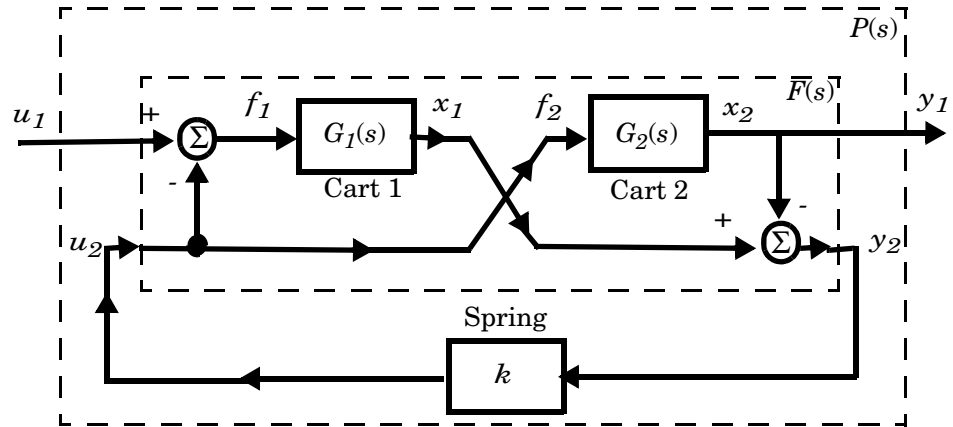 P(s)
F(s)
u1
+
Σ
-
f1
G1(s)
Cart 1
x1
f2
G2(s)
Cart 2
x2
y1
u2
+
-
Σ
y2
Spring
k